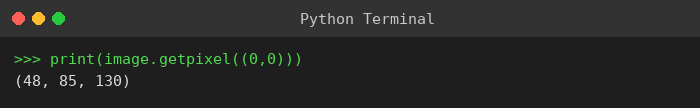 Python Terminal
>>> print(image.getpixel((0,0)))
(48, 85, 130)